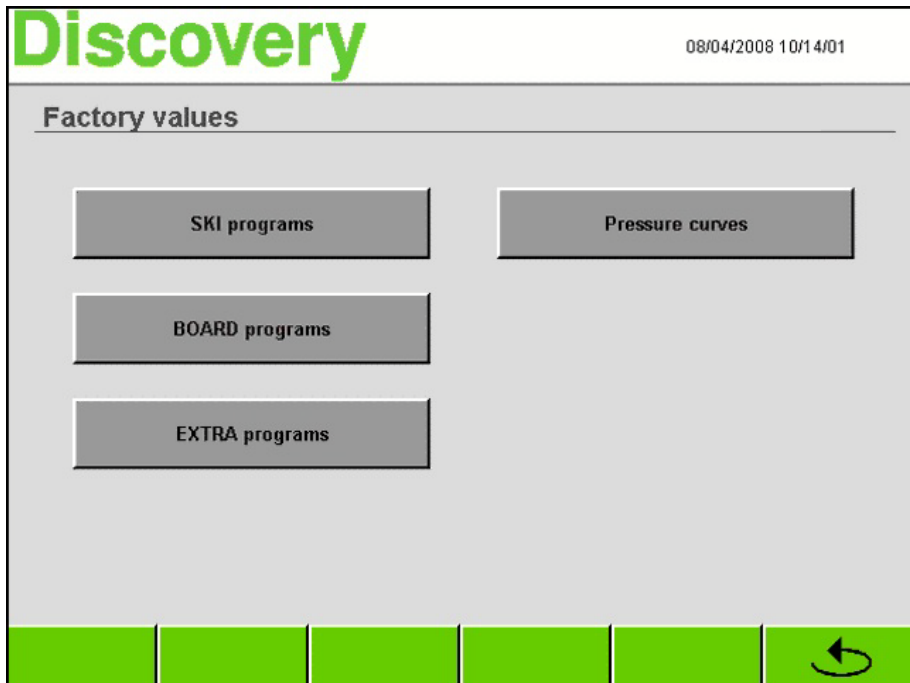 Discovery
08/04/2008 10/14/01
Factory values
SKI programs
Pressure curves
BOARD programs
EXTRA programs